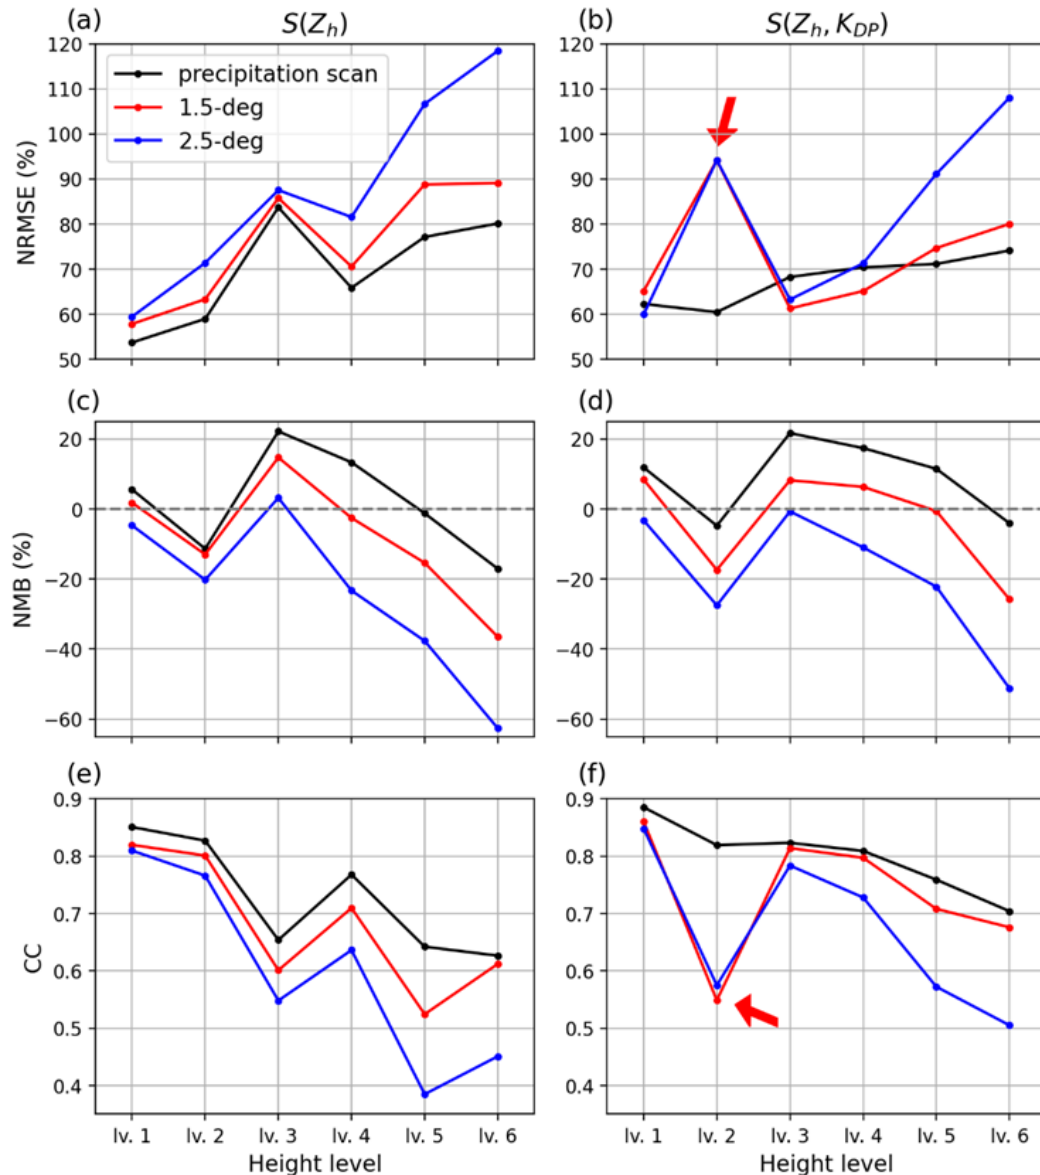 (a) S(Z_h) (b) S(Z_h, K_DP)
NRMSE (%)
120
110
100
90
80
70
60
50
precipitation scan
1.5-deg
2.5-deg
120
110
100
90
80
70
60
50
(c) (d)
NMB (%)
20
0
−20
−40
−60
20
0
−20
−40
−60
(e) (f)
CC
0.9
0.8
0.7
0.6
0.5
0.4
0.9
0.8
0.7
0.6
0.5
0.4
lv. 1 lv. 2 lv. 3 lv. 4 lv. 5 lv. 6
Height level
lv. 1 lv. 2 lv. 3 lv. 4 lv. 5 lv. 6
Height level